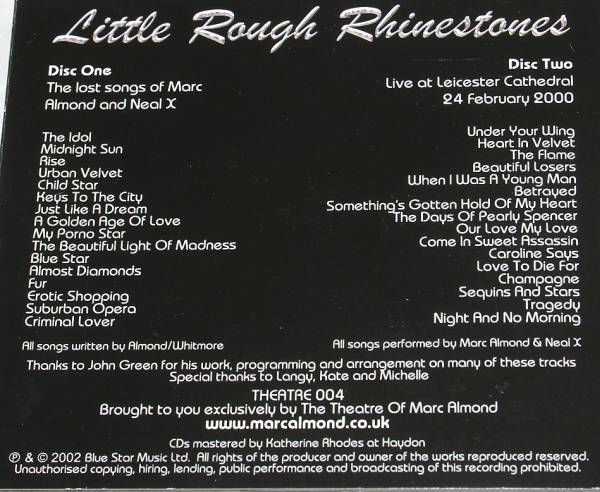 Little Rough Rhinestones
Disc One
The lost songs of Marc
Almond and Neal X
The Idol
Midnight Sun
Rise
Urban Velvet
Child Star
Keys To The City
Just Like A Dream
A Golden Age Of Love
My Porno Star
The Beautiful Light Of Madness
Blue Star
Almost Diamonds
Fur
Erotic Shopping
Suburban Opera
Criminal Lover
All songs written by Almond/Whitmore
Disc Two
Live at Leicester Cathedral
24 February 2000
Under Your Wing
Heart In Velvet
The Flame
Beautiful Losers
When I Was A Young Man
Betrayed
Something's Gotten Hold Of My Heart
The Days Of Pearly Spencer
Our Love My Love
Come In Sweet Assassin
Caroline Says
Love To Die For
Champagne
Sequins And Stars
Tragedy
Night And No Morning
All songs performed by Marc Almond & Neal X
Thanks to John Green for his work, programming and arrangement on many of these tracks
Special thanks to Langy, Kate and Michelle
THEATRE 004
Brought to you exclusively by The Theatre Of Marc Almond
www.marcalmond.co.uk
CDs mastered by Katherine Rhodes at Haydon
℗ & © 2002 Blue Star Music Ltd. All rights of the producer and owner of the works reproduced reserved.
Unauthorised copying, hiring, lending, public performance and broadcasting of this recording prohibited.